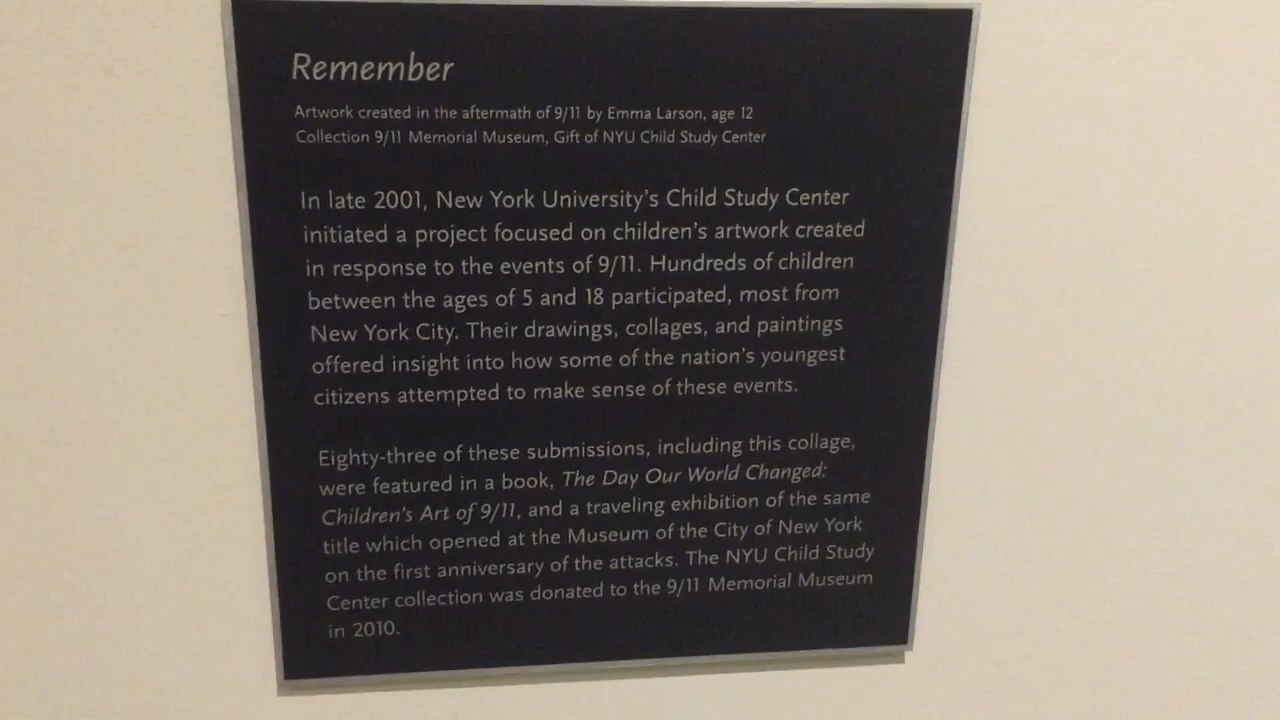 Remember
Artwork created in the aftermath of 9/11 by Emma Larson, age 12
Collection 9/11 Memorial Museum, Gift of NYU Child Study Center
In late 2001, New York University's Child Study Center
initiated a project focused on children's artwork created
in response to the events of 9/11. Hundreds of children
between the ages of 5 and 18 participated, most from
New York City. Their drawings, collages, and paintings
offered insight into how some of the nation's youngest
citizens attempted to make sense of these events.
Eighty-three of these submissions, including this collage,
were featured in a book, The Day Our World Changed:
Children's Art of 9/11, and a traveling exhibition of the same
title which opened at the Museum of the City of New York
on the first anniversary of the attacks. The NYU Child Study
Center collection was donated to the 9/11 Memorial Museum
in 2010.